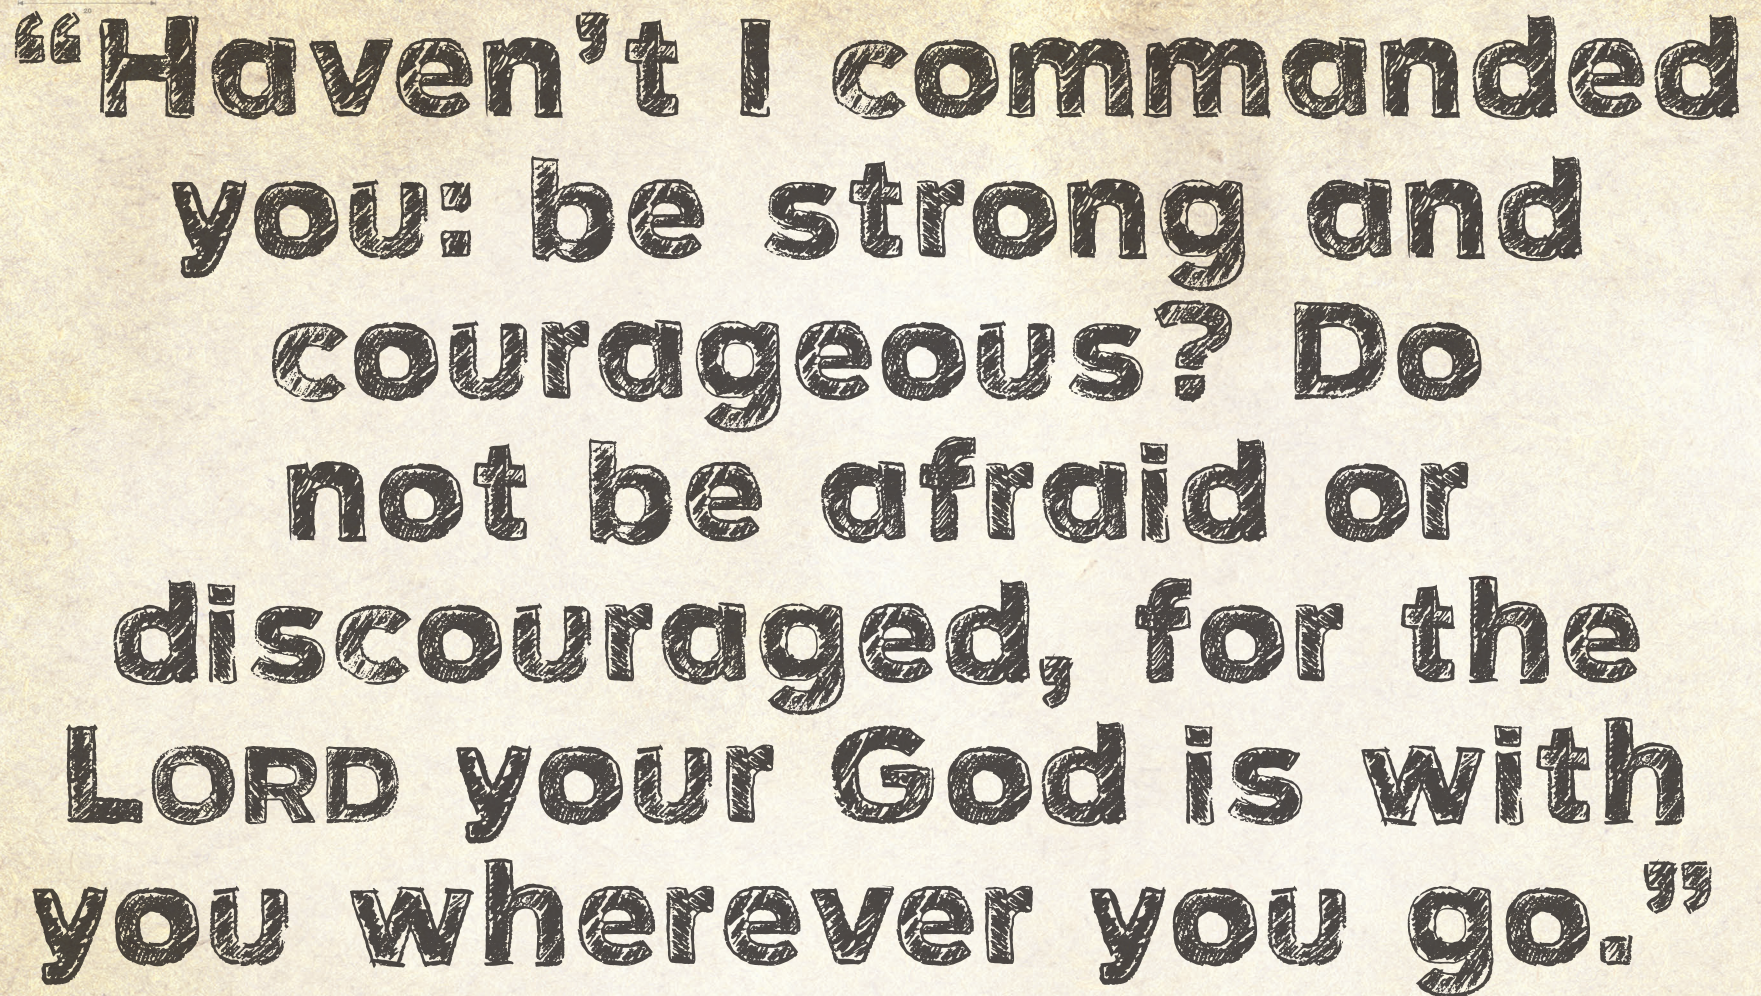 “Haven’t I commanded
you: be strong and
courageous? Do
not be afraid or
discouraged, for the
LORD your God is with
you wherever you go.”